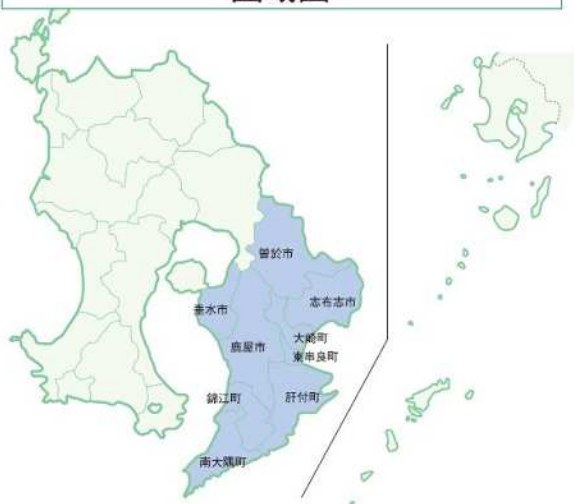 曽於市
志布志市
垂水市
大崎町
東串良町
鹿屋市
錦江町
肝付町
南大隅町